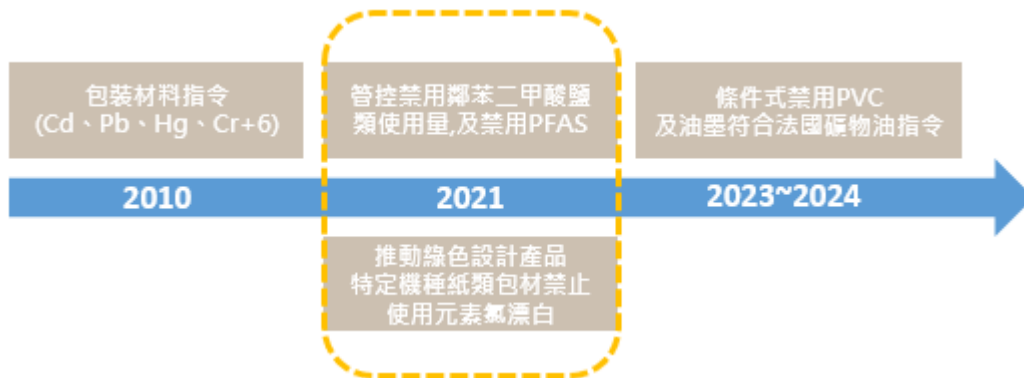 包裝材料指令
(Cd、Pb、Hg、Cr+6)
管控禁用鄰苯二甲酸鹽
類使用量,及禁用PFAS
條件式禁用PVC
及油墨符合法國礦物油指令
2010
2021
2023~2024
推動綠色設計產品
特定機種紙類包材禁止
使用元素氯漂白